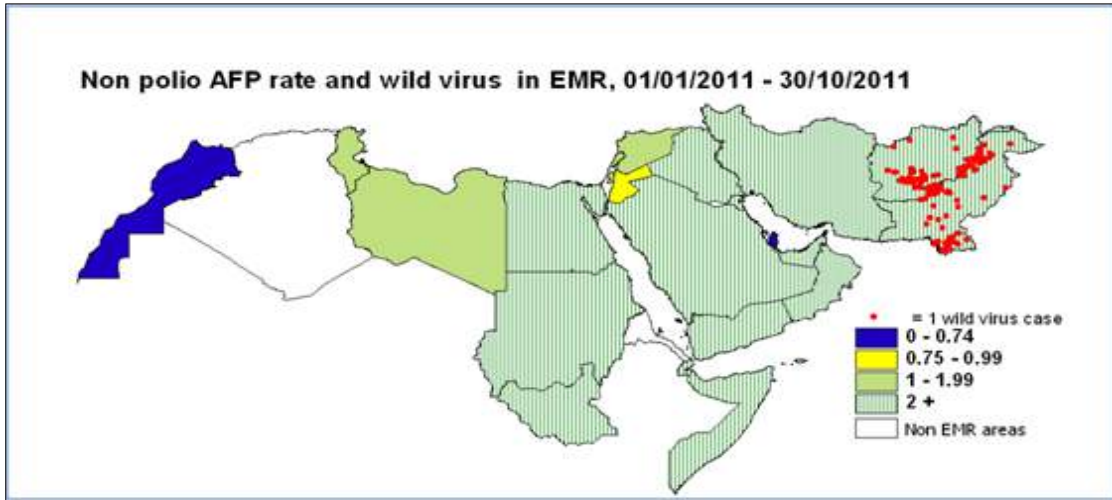 Non polio AFP rate and wild virus in EMR, 01/01/2011 - 30/10/2011
= 1 wild virus case
0 - 0.74
0.75 - 0.99
1 - 1.99
2 +
Non EMR areas